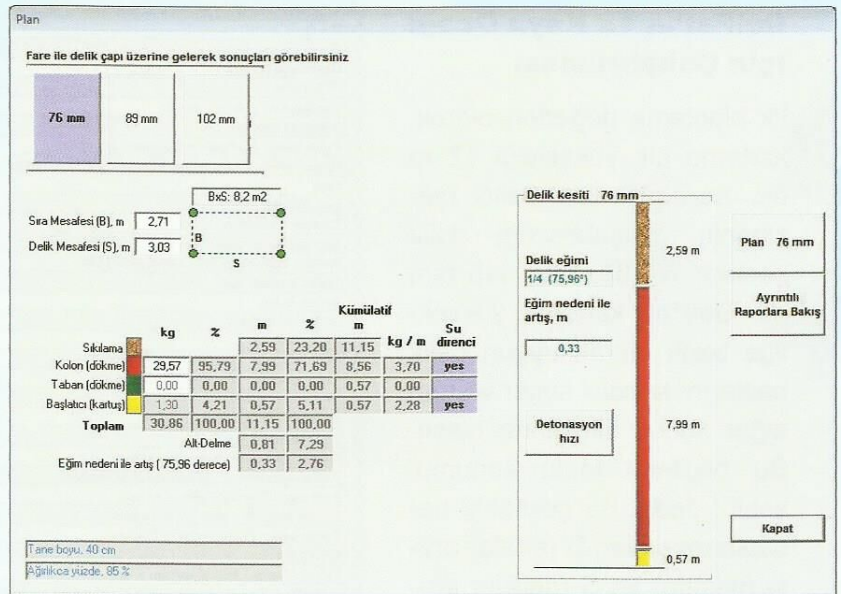 Plan
Fare ile delik çapı üzerine gelerek sonuçları görebilirsiniz
76 mm 89 mm 102 mm
BxS: 8,2 m2
Sıra Mesafesi (B), m 2,71
Delik Mesafesi (S), m 3,03
B
S
Delik kesiti 76 mm
2,59 m
Delik eğimi
1/4 (75,96°)
Eğim nedeni ile
artış, m
0,33
Detonasyon
hızı
7,99 m
0,57 m
Plan 76 mm
Ayrıntılı
Raporlara Bakış
Kapat
Kümülatif
kg % m % m kg / m Su
direnci
Sıkılama 2,59 23,20 11,15
Kolon (dökme) 29,57 95,79 7,99 71,69 8,56 3,70 yes
Taban (dökme) 0,00 0,00 0,00 0,00 0,57 0,00
Başlatıcı (kartuş) 1,30 4,21 0,57 5,11 0,57 2,28 yes
Toplam 30,86 100,00 11,15 100,00
Alt-Delme 0,81 7,29
Eğim nedeni ile artış ( 75,96 derece) 0,33 2,76
Tane boyu, 40 cm
Ağırlıkca yüzde, 85 %